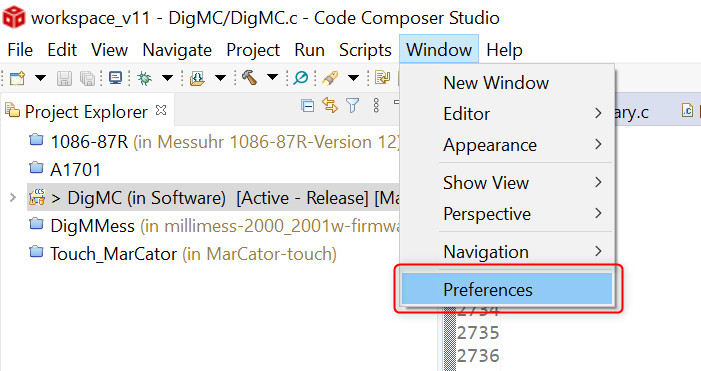 workspace_v11 - DigMC/DigMC.c - Code Composer Studio
File Edit View Navigate Project Run Scripts Window Help
Project Explorer
1086-87R (in Messuhr 1086-87R-Version 12)
A1701
> DigMC (in Software) [Active - Release] [Ma
DigMMess (in millimess-2000_2001w-firmwa
Touch_MarCator (in MarCator-touch)
New Window
Editor
Appearance
Show View
Perspective
Navigation
Preferences
ary.c
2734
2735
2736